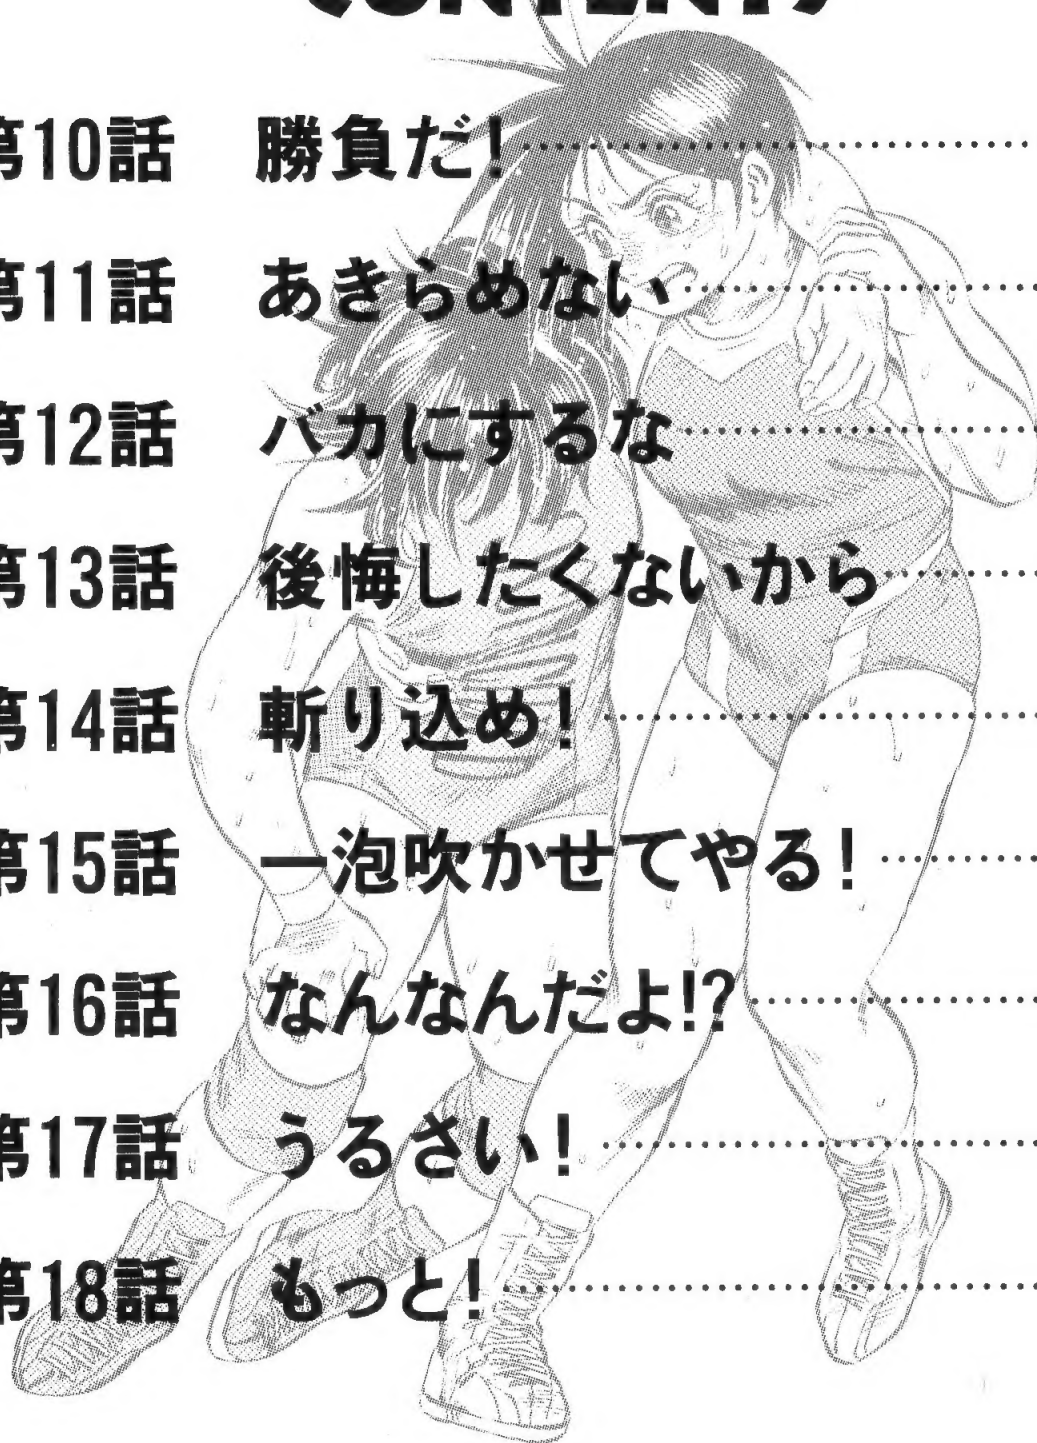 CONTENTS
第10話 勝負だ!
第11話 あきらめない
第12話 バカにするな
第13話 後悔したくないから
第14話 斬り込め!
第15話 一泡吹かせてやる!
第16話 なんなんだよ!?
第17話 うるさい!
第18話 もっと!